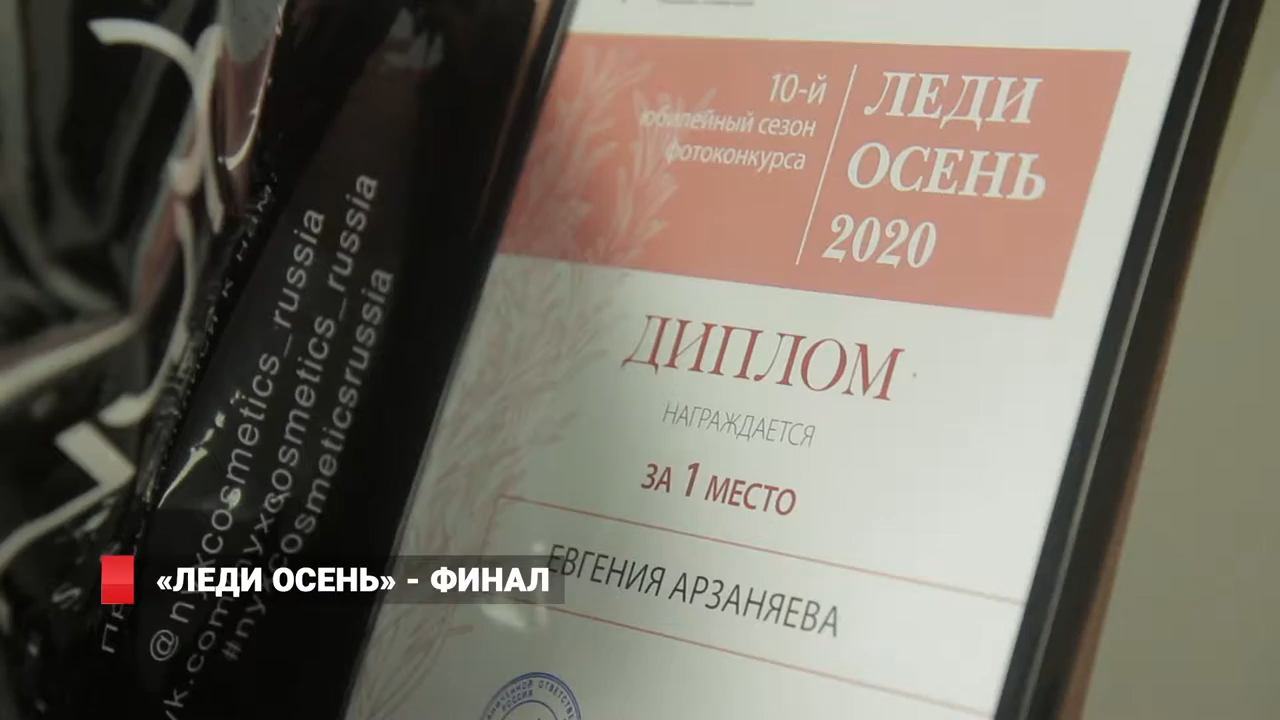 10-й
юбилейный сезон
фотоконкурса
ЛЕДИ
ОСЕНЬ
2020
ДИПЛОМ
НАГРАЖДАЕТСЯ
ЗА 1 МЕСТО
ЕВГЕНИЯ АРЗАНЯЕВА
@nyxcosmetics_russia
vk.com/nyxcosmetics_russia
#nyxcosmeticsrussia
«ЛЕДИ ОСЕНЬ» - ФИНАЛ
РОССИЯ